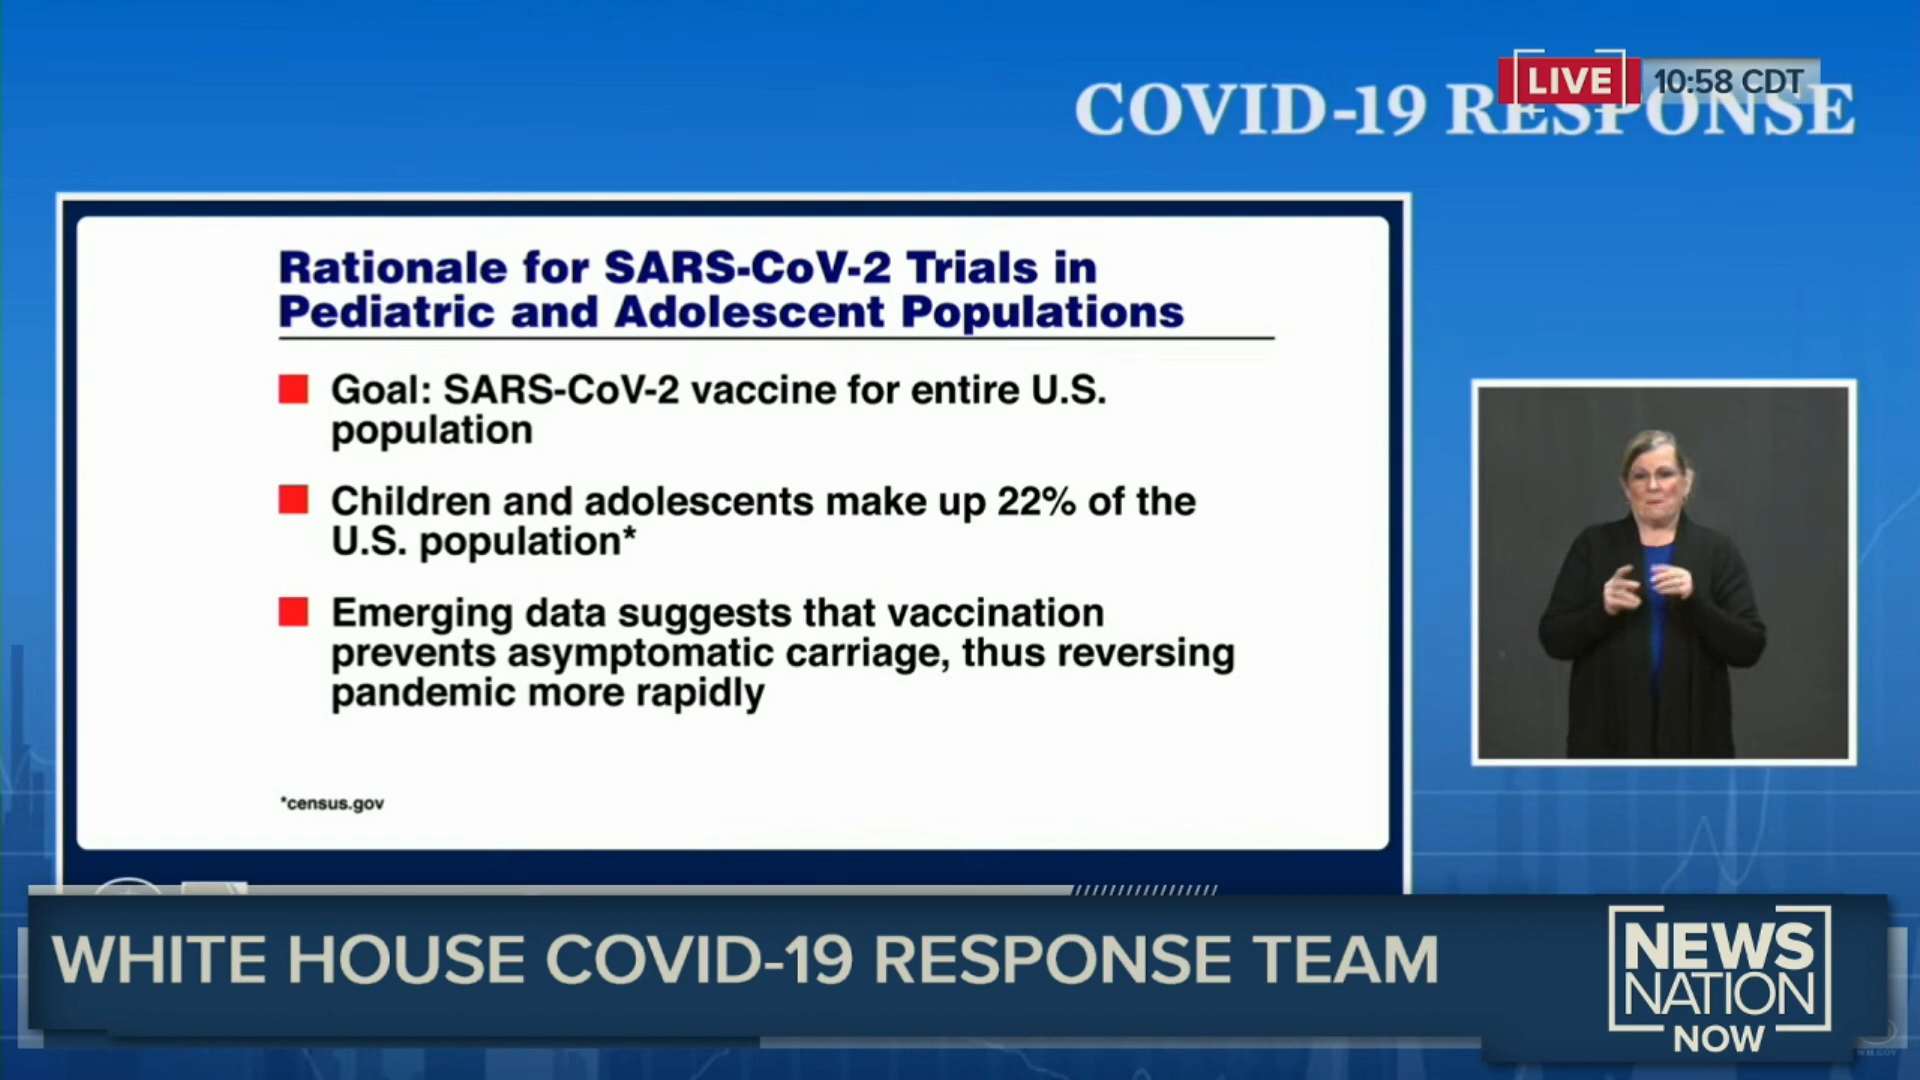 LIVE
10:58 CDT
COVID-19 RESPONSE
Rationale for SARS-CoV-2 Trials in
Pediatric and Adolescent Populations
Goal: SARS-CoV-2 vaccine for entire U.S.
population
Children and adolescents make up 22% of the
U.S. population*
Emerging data suggests that vaccination
prevents asymptomatic carriage, thus reversing
pandemic more rapidly
*census.gov
WHITE HOUSE COVID-19 RESPONSE TEAM
NEWS
NATION
NOW
WH.GOV